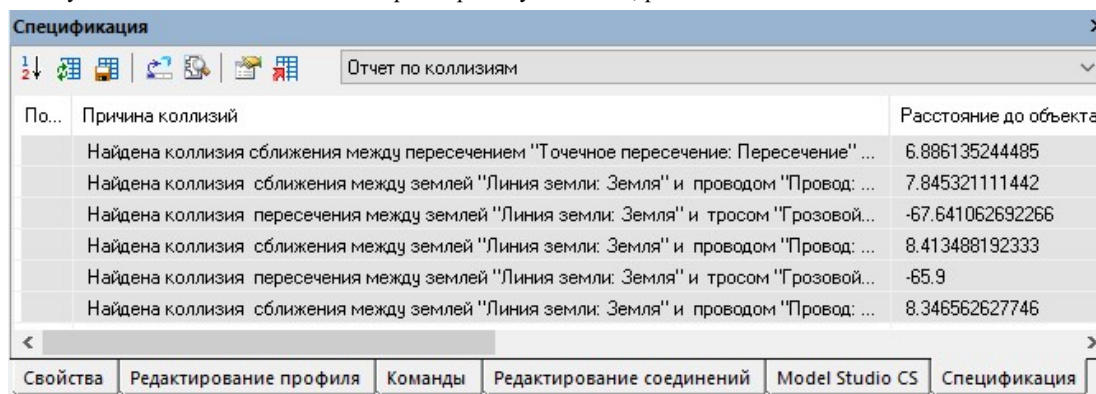 Спецификация
Отчет по коллизиям
По... Причина коллизий Расстояние до объекта
Найдена коллизия сближения между пересечением "Точечное пересечение: Пересечение" ... 6.886135244485
Найдена коллизия сближения между землей "Линия земли: Земля" и проводом "Провод: ... 7.845321111442
Найдена коллизия пересечения между землей "Линия земли: Земля" и тросом "Грозовой... -67.641062692266
Найдена коллизия сближения между землей "Линия земли: Земля" и проводом "Провод: ... 8.413488192333
Найдена коллизия пересечения между землей "Линия земли: Земля" и тросом "Грозовой... -65.9
Найдена коллизия сближения между землей "Линия земли: Земля" и проводом "Провод: ... 8.346562627746
Свойства Редактирование профиля Команды Редактирование соединений Model Studio CS Спецификация